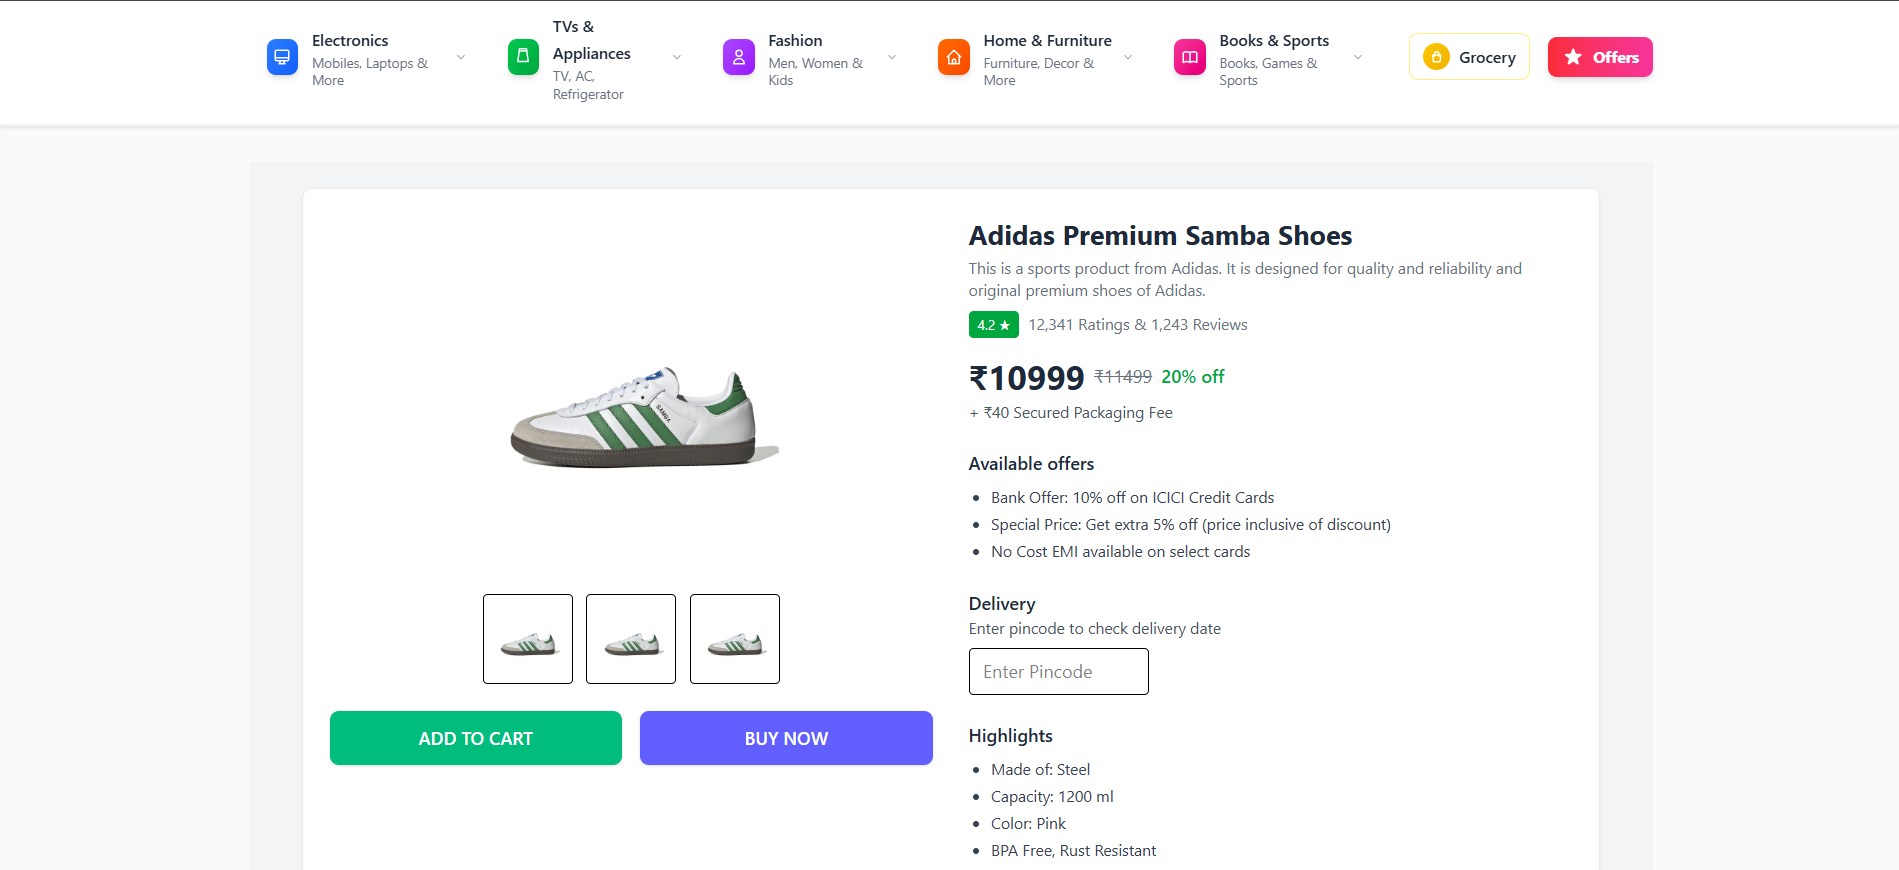 Electronics
Mobiles, Laptops &
More
TVs &
Appliances
TV, AC,
Refrigerator
Fashion
Men, Women &
Kids
Home & Furniture
Furniture, Decor &
More
Books & Sports
Books, Games &
Sports
Grocery
Offers
SAMBA
ADD TO CART
BUY NOW
Adidas Premium Samba Shoes
This is a sports product from Adidas. It is designed for quality and reliability and
original premium shoes of Adidas.
4.2 ★ 12,341 Ratings & 1,243 Reviews
₹10999 ₹11499 20% off
+ ₹40 Secured Packaging Fee
Available offers
• Bank Offer: 10% off on ICICI Credit Cards
• Special Price: Get extra 5% off (price inclusive of discount)
• No Cost EMI available on select cards
Delivery
Enter pincode to check delivery date
Enter Pincode
Highlights
• Made of: Steel
• Capacity: 1200 ml
• Color: Pink
• BPA Free, Rust Resistant